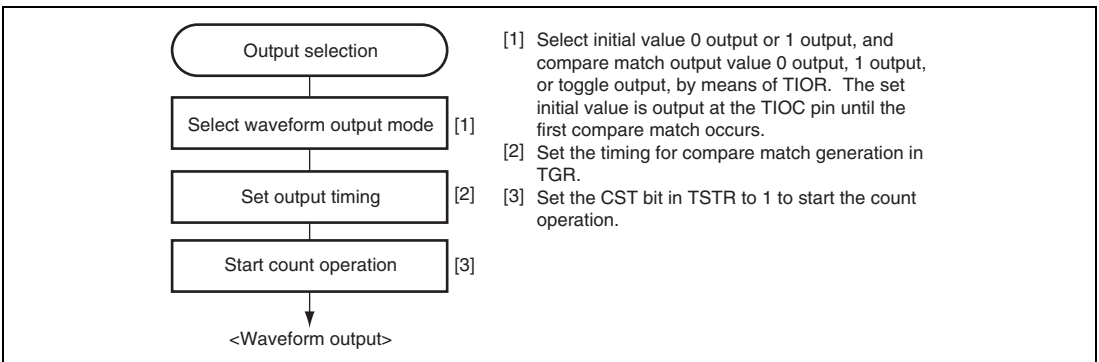 Output selection
Select waveform output mode [1]
Set output timing [2]
Start count operation [3]
<Waveform output>
[1] Select initial value 0 output or 1 output, and
compare match output value 0 output, 1 output,
or toggle output, by means of TIOR. The set
initial value is output at the TIOC pin until the
first compare match occurs.
[2] Set the timing for compare match generation in
TGR.
[3] Set the CST bit in TSTR to 1 to start the count
operation.